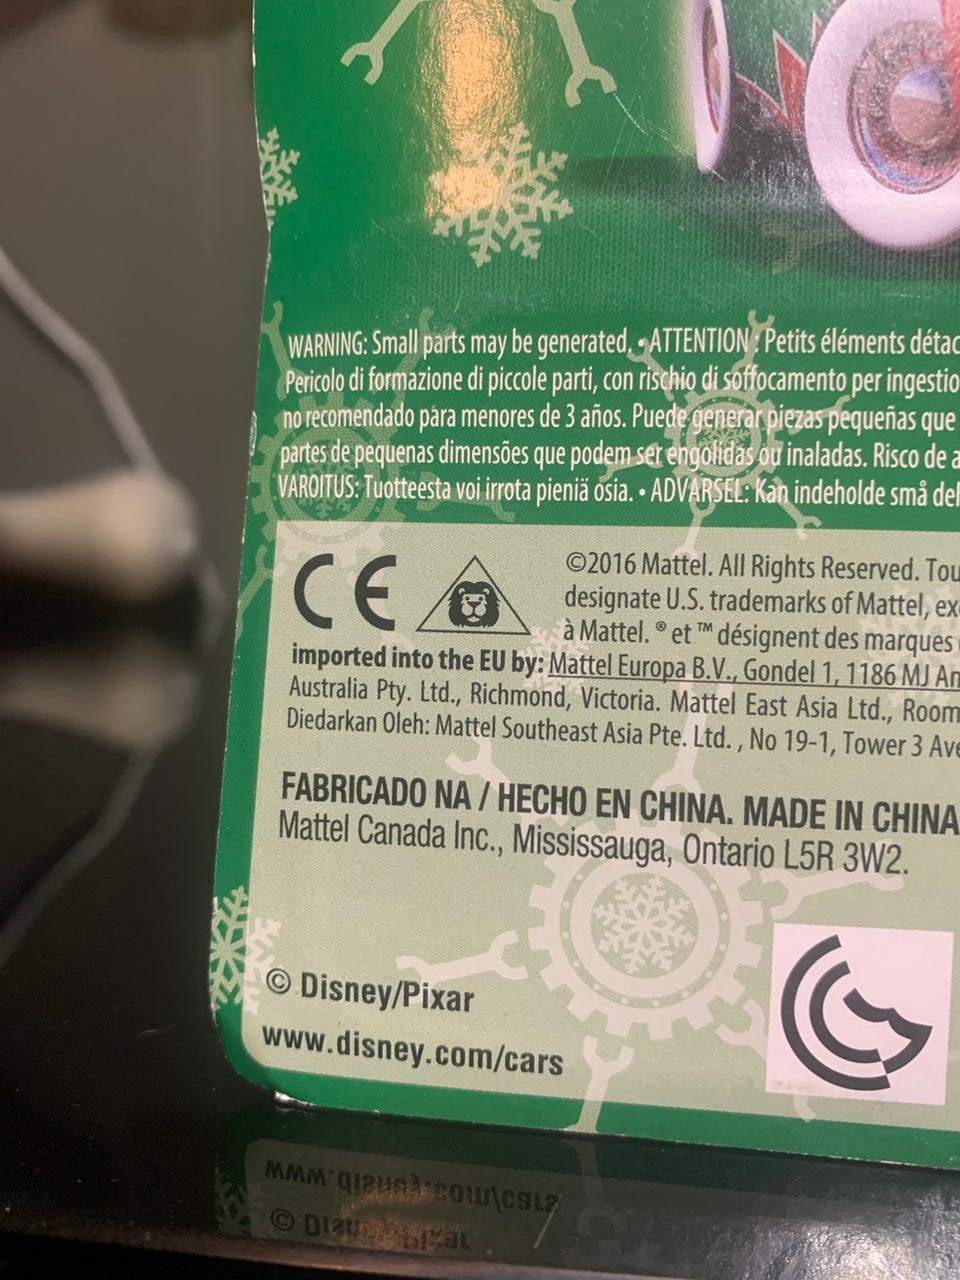 WARNING: Small parts may be generated. • ATTENTION : Petits éléments détac
Pericolo di formazione di piccole parti, con rischio di soffocamento per ingestio
no recomendado para menores de 3 años. Puede generar piezas pequeñas que
partes de pequenas dimensões que podem ser engolidas ou inaladas. Risco de a
VAROITUS: Tuotteesta voi irrota pieniä osia. • ADVARSEL: Kan indeholde små del
CE
©2016 Mattel. All Rights Reserved. Tou
designate U.S. trademarks of Mattel, ex
à Mattel. ® et ™ désignent des marques
imported into the EU by: Mattel Europa B.V., Gondel 1, 1186 MJ Am
Australia Pty. Ltd., Richmond, Victoria. Mattel East Asia Ltd., Room
Diedarkan Oleh: Mattel Southeast Asia Pte. Ltd. , No 19-1, Tower 3 Ave
FABRICADO NA / HECHO EN CHINA. MADE IN CHINA
Mattel Canada Inc., Mississauga, Ontario L5R 3W2.
© Disney/Pixar
www.disney.com/cars